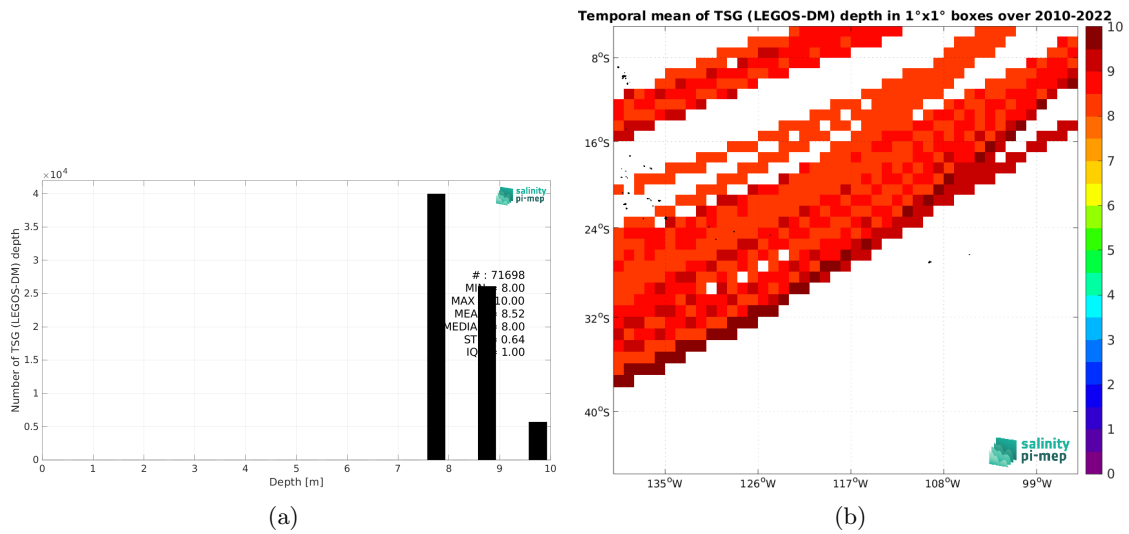 ×10⁴
4
3.5
3
2.5
2
1.5
1
0.5
0
0 1 2 3 4 5 6 7 8 9 10
Number of TSG (LEGOS-DM) depth
Depth [m]
salinity
pi-mep
# : 71698
8.00
MAX 10.00
8.52
8.00
0.64
1.00
(a)
Temporal mean of TSG (LEGOS-DM) depth in 1°x1° boxes over 2010-2022
8°S
16°S
24°S
32°S
40°S
135°W 126°W 117°W 108°W 99°W
salinity
pi-mep
10
9
8
7
6
5
4
3
2
1
0
(b)